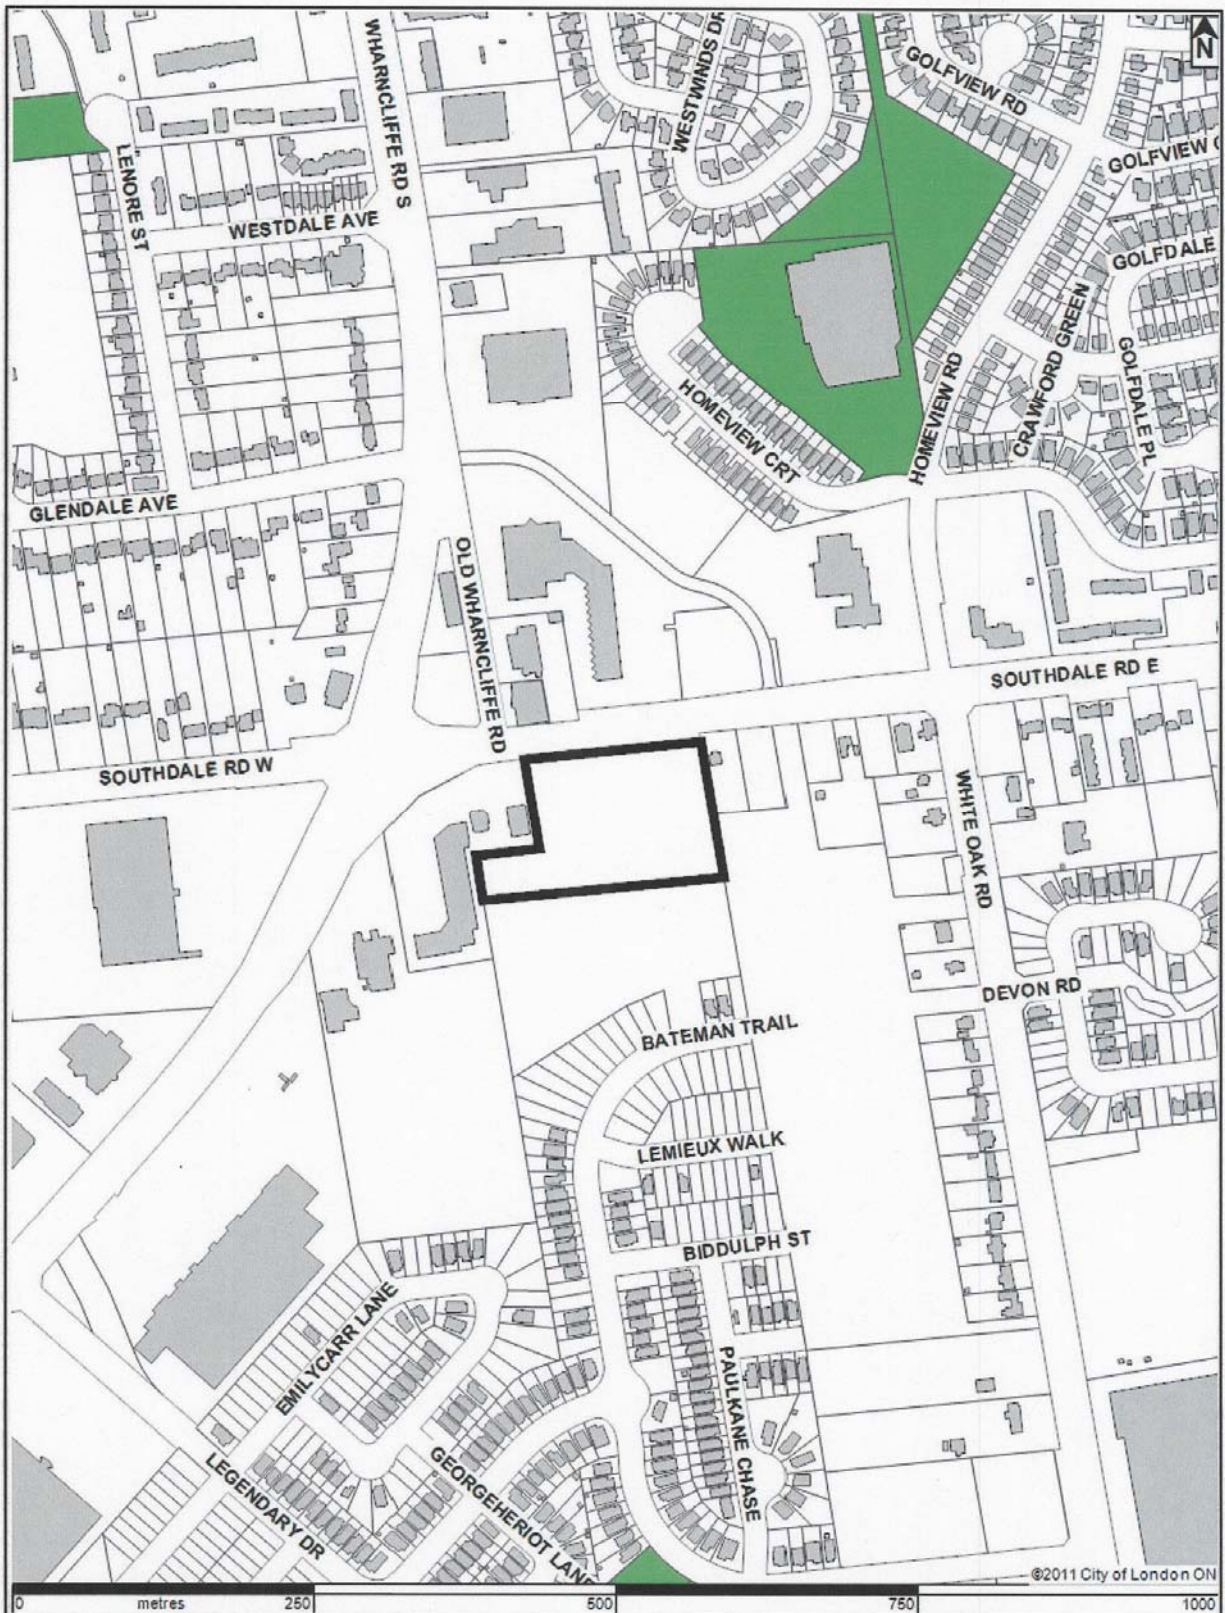 N
WHARNCLIFFE RD S
WESTWINDS DR
GOLFVIEW RD
GOLFVIEW
LENORE ST
WESTDALE AVE
GOLFDALE
CRAWFORD GREEN
GOLFDALE PL
HOMEVIEW RD
HOMEVIEW CRT
GLENDALE AVE
OLD WHARNCLIFFE RD
SOUTHDALE RD E
SOUTHDALE RD W
WHITE OAK RD
DEVON RD
BATEMAN TRAIL
LEMIEUX WALK
BIDDULPH ST
EMILYCARR LANE
PAULKANE CHASE
GEORGEHERIOT LANE
LEGENDARY DR
©2011 City of London ON
0 metres 250 500 750 1000